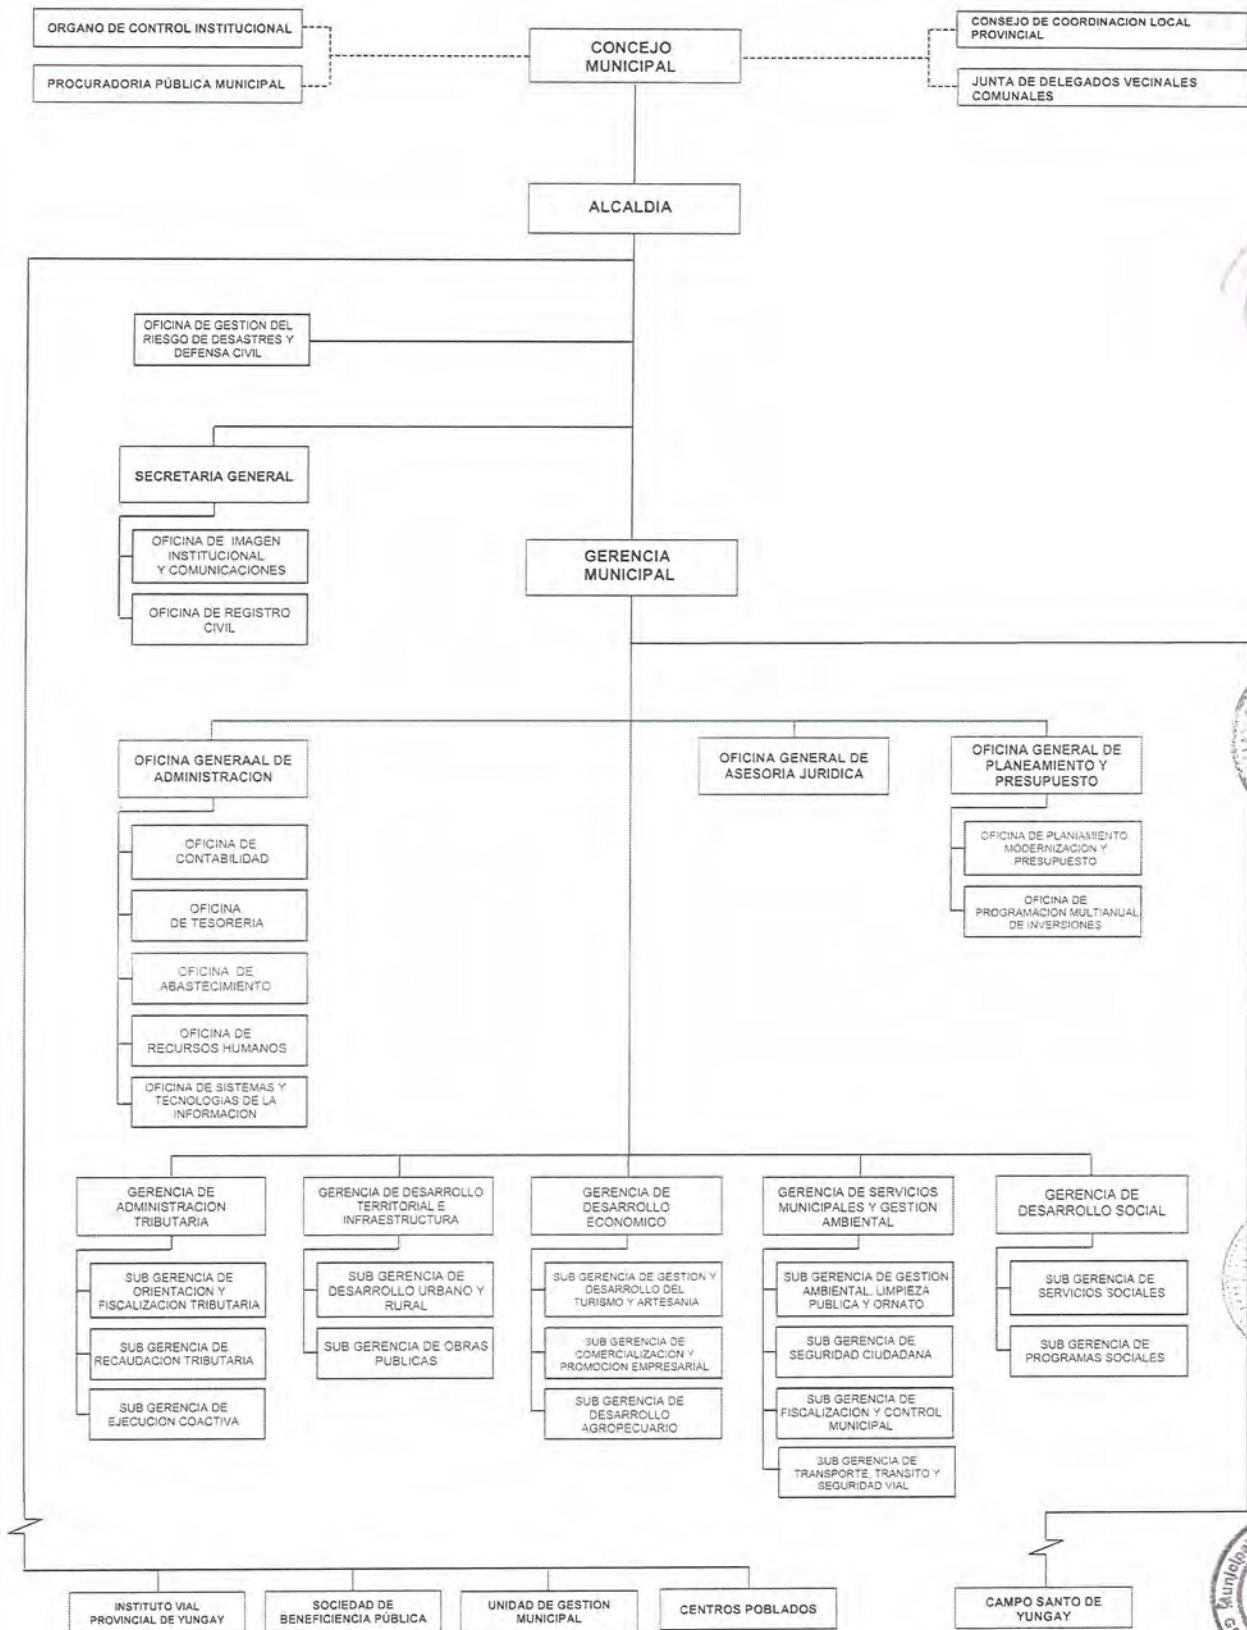 ORGANO DE CONTROL INSTITUCIONAL
PROCURADORIA PÚBLICA MUNICIPAL
CONCEJO
MUNICIPAL
CONSEJO DE COORDINACION LOCAL
PROVINCIAL
JUNTA DE DELEGADOS VECINALES
COMUNALES
ALCALDIA
OFICINA DE GESTION DEL
RIESGO DE DESASTRES Y
DEFENSA CIVIL
SECRETARIA GENERAL
OFICINA DE IMAGEN
INSTITUCIONAL
Y COMUNICACIONES
OFICINA DE REGISTRO
CIVIL
GERENCIA
MUNICIPAL
OFICINA GENERAAL DE
ADMINISTRACION
OFICINA DE
CONTABILIDAD
OFICINA
DE TESORERIA
OFICINA DE
ABASTECIMIENTO
OFICINA DE
RECURSOS HUMANOS
OFICINA DE SISTEMAS Y
TECNOLOGIAS DE LA
INFORMACION
OFICINA GENERAL DE
ASESORIA JURIDICA
OFICINA GENERAL DE
PLANEAMIENTO Y
PRESUPUESTO
OFICINA DE PLANIAMIENTO
MODERNIZACION Y
PRESUPUESTO
OFICINA DE
PROGRAMACION MULTIANUAL
DE INVERSIONES
GERENCIA DE
ADMINISTRACION
TRIBUTARIA
SUB GERENCIA DE
ORIENTACION Y
FISCALIZACION TRIBUTARIA
SUB GERENCIA DE
RECAUDACION TRIBUTARIA
SUB GERENCIA DE
EJECUCION COACTIVA
GERENCIA DE DESARROLLO
TERRITORIAL E
INFRAESTRUCTURA
SUB GERENCIA DE
DESARROLLO URBANO Y
RURAL
SUB GERENCIA DE OBRAS
PUBLICAS
GERENCIA DE
DESARROLLO
ECONOMICO
SUB GERENCIA DE GESTION Y
DESARROLLO DEL
TURISMO Y ARTESANIA
SUB GERENCIA DE
COMERCIALIZACION Y
PROMOCION EMPRESARIAL
SUB GERENCIA DE
DESARROLLO
AGROPECUARIO
GERENCIA DE SERVICIOS
MUNICIPALES Y GESTION
AMBIENTAL
SUB GERENCIA DE GESTION
AMBIENTAL, LIMPIEZA
PUBLICA Y ORNATO
SUB GERENCIA DE
SEGURIDAD CIUDADANA
SUB GERENCIA DE
FISCALIZACION Y CONTROL
MUNICIPAL
SUB GERENCIA DE
TRANSPORTE, TRANSITO Y
SEGURIDAD VIAL
GERENCIA DE
DESARROLLO SOCIAL
SUB GERENCIA DE
SERVICIOS SOCIALES
SUB GERENCIA DE
PROGRAMAS SOCIALES
INSTITUTO VIAL
PROVINCIAL DE YUNGAY
SOCIEDAD DE
BENEFICIENCIA PÚBLICA
UNIDAD DE GESTION
MUNICIPAL
CENTROS POBLADOS
CAMPO SANTO DE
YUNGAY